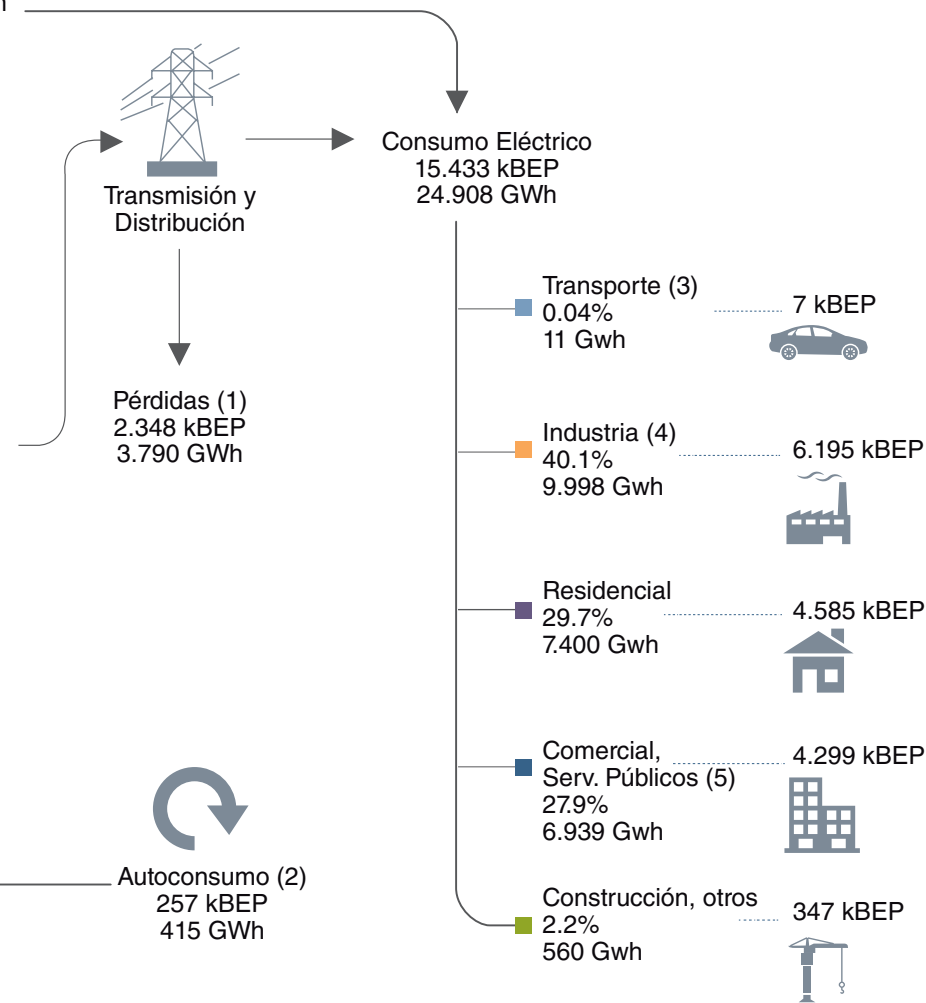 Consumo Eléctrico
15.433 kBEP
24.908 GWh
Transmisión y
Distribución
Pérdidas (1)
2.348 kBEP
3.790 GWh
Transporte (3)
0.04%
11 Gwh
7 kBEP
Industria (4)
40.1%
9.998 Gwh
6.195 kBEP
Residencial
29.7%
7.400 Gwh
4.585 kBEP
Comercial,
Serv. Públicos (5)
27.9%
6.939 Gwh
4.299 kBEP
Construcción, otros
2.2%
560 Gwh
347 kBEP
Autoconsumo (2)
257 kBEP
415 GWh